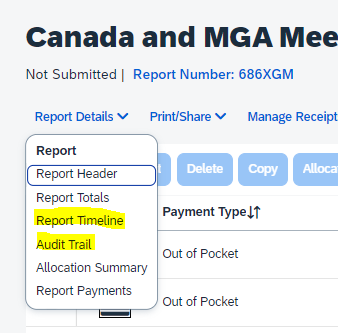 Canada and MGA Mee
Not Submitted | Report Number: 686XGM
Report Details Print/Share Manage Receipt
Report
Report Header
Report Totals
Report Timeline
Audit Trail
Allocation Summary
Report Payments
Delete Copy Alloca
Payment Type
Out of Pocket
Out of Pocket